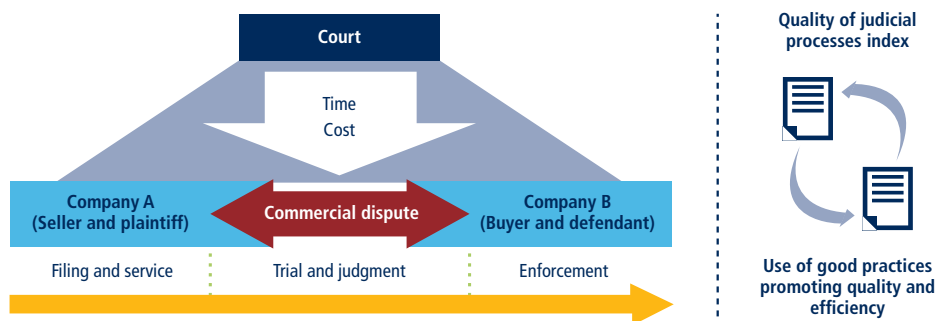 Court
Time
Cost
Company A
(Seller and plaintiff)
Commercial dispute
Company B
(Buyer and defendant)
Filing and service
Trial and judgment
Enforcement
Quality of judicial
processes index
Use of good practices
promoting quality and
efficiency